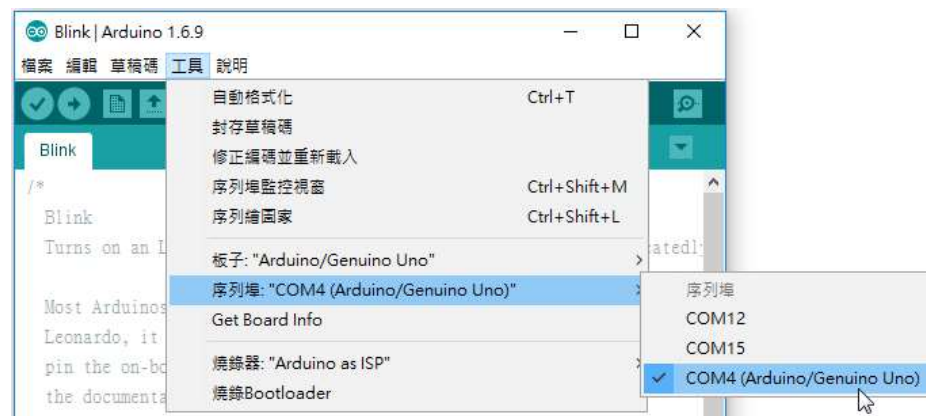 Blink | Arduino 1.6.9
檔案 編輯 草稿碼 工具 說明
自動格式化 Ctrl+T
封存草稿碼
修正編碼並重新載入
序列埠監控視窗 Ctrl+Shift+M
序列繪圖家 Ctrl+Shift+L
板子: "Arduino/Genuino Uno"
序列埠: "COM4 (Arduino/Genuino Uno)"
Get Board Info
燒錄器: "Arduino as ISP"
燒錄Bootloader
序列埠
COM12
COM15
COM4 (Arduino/Genuino Uno)
Blink
/*
Blink
Turns on an
Most Arduinos
Leonardo, it
pin the on-
the